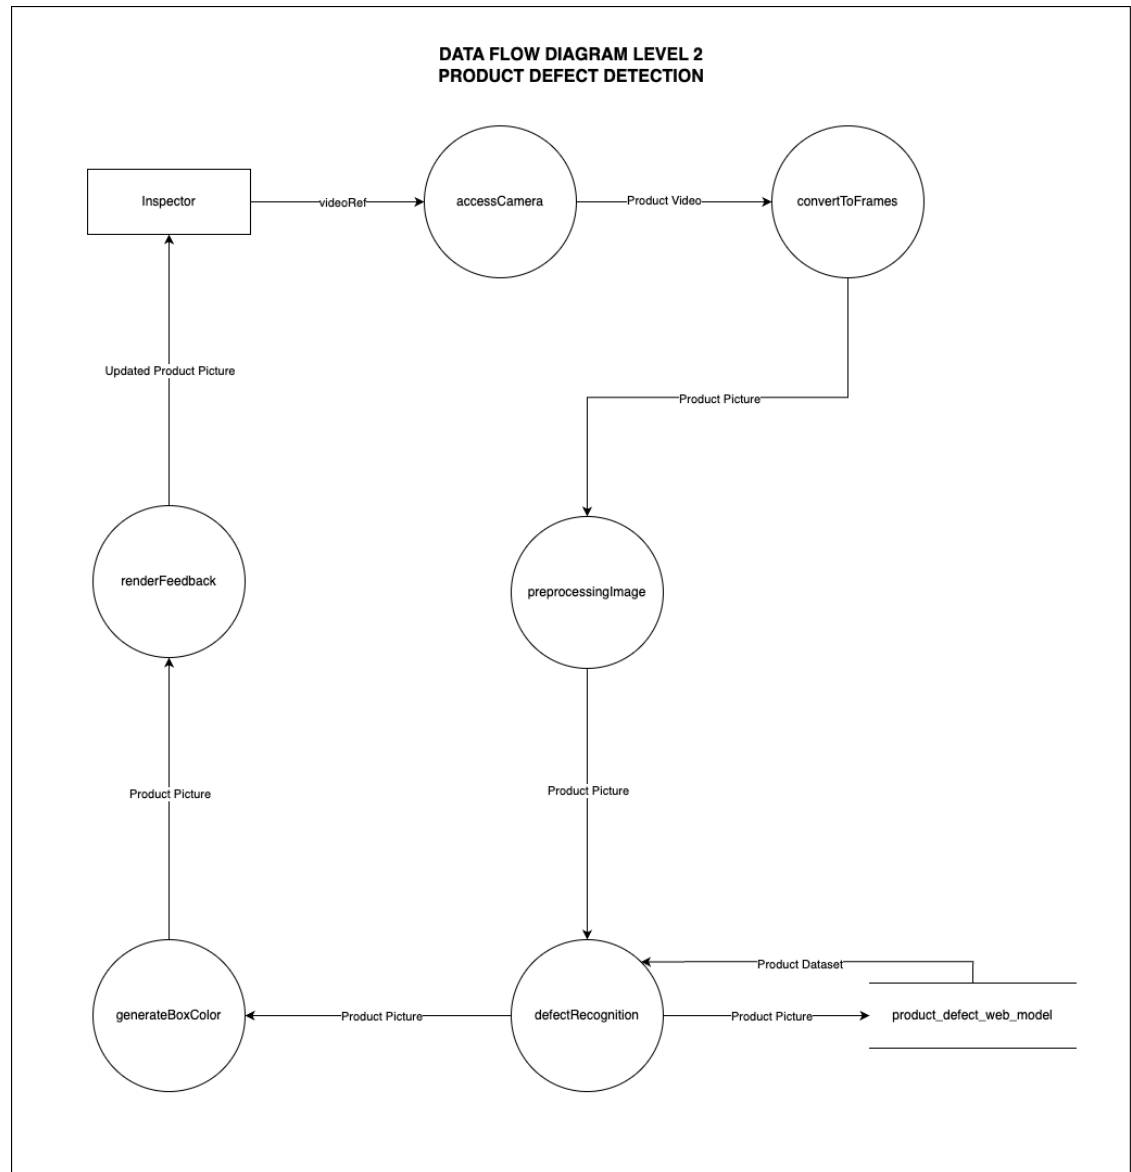 DATA FLOW DIAGRAM LEVEL 2
PRODUCT DEFECT DETECTION
Inspector
videoRef
accessCamera
Product Video
convertToFrames
Updated Product Picture
Product Picture
renderFeedback
preprocessingImage
Product Picture
Product Picture
Product Dataset
generateBoxColor
Product Picture
defectRecognition
Product Picture
product_defect_web_model